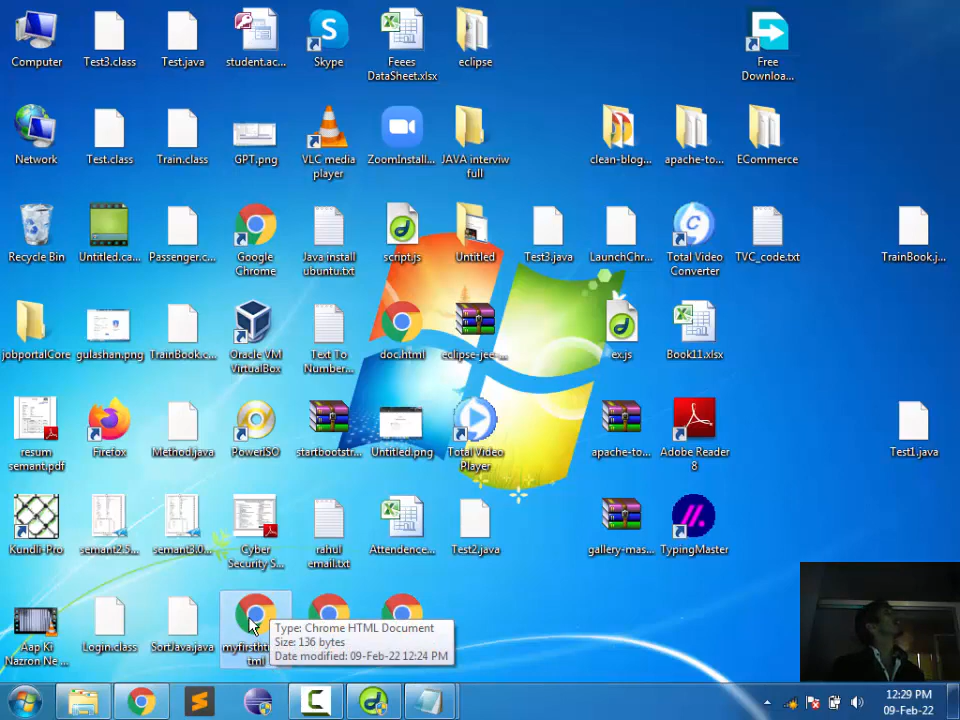 Computer
Test3.class
Test.java
student.ac...
Skype
Feees
DataSheet.xlsx
eclipse
Free
Downloa...
Network
Test.class
Train.class
GPT.png
VLC media
player
ZoomInstall...
JAVA interviw
full
clean-blog...
apache-to...
ECommerce
Recycle Bin
Untitled.ca...
Passenger.c...
Google
Chrome
Java install
ubuntu.txt
script.js
Untitled
Test3.java
LaunchChr...
Total Video
Converter
TVC_code.txt
TrainBook.j...
jobportalCore
gulashan.png
TrainBook.c...
Oracle VM
VirtualBox
Text To
Number...
doc.html
eclipse-jee-...
ex.js
Book11.xlsx
resum
semant.pdf
Firefox
Method.java
PowerISO
startbootstr...
Untitled.png
Total Video
Player
apache-to...
Adobe Reader
8
Test1.java
Kundli-Pro
semant2.5...
semant3.0...
Cyber
Security S...
rahul
email.txt
Attendence...
Test2.java
gallery-mas...
TypingMaster
Aap Ki
Nazron Ne ...
Login.class
SortJava.java
Type: Chrome HTML Document
Size: 136 bytes
Date modified: 09-Feb-22 12:24 PM
12:29 PM
09-Feb-22